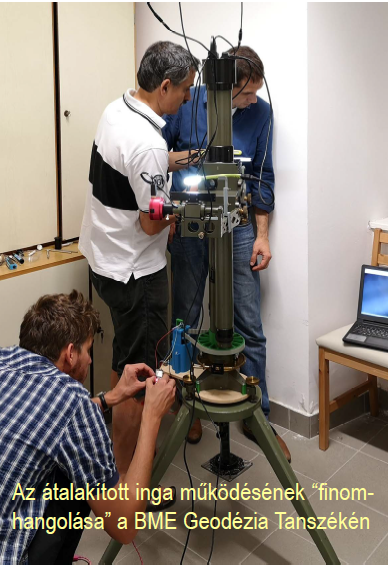 Az átalakított inga működésének “finom-
hangolása” a BME Geodézia Tanszékén